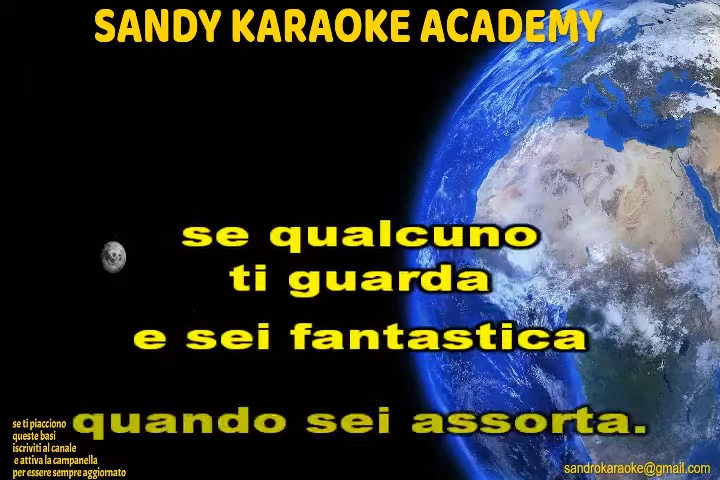 SANDY KARAOKE ACADEMY
se qualcuno
ti guarda
e sei fantastica
quando sei assorta.
se ti piacciono
queste basi
iscriviti al canale
e attiva la campanella
per essere sempre aggiornato
sandrokaraoke@gmail.com